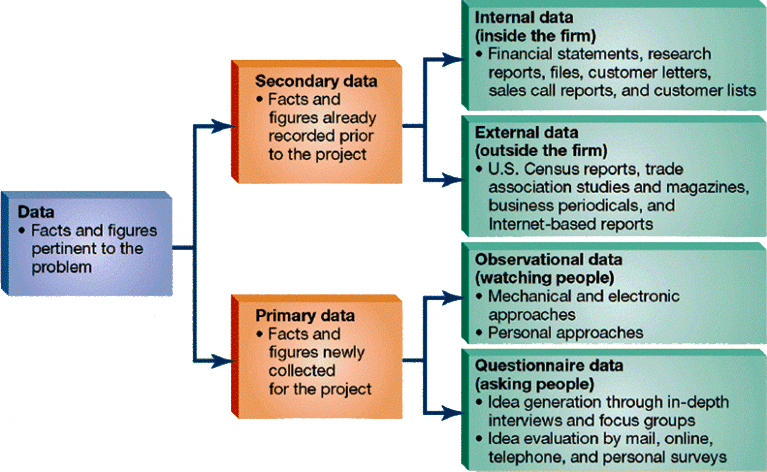 Data
• Facts and figures
pertinent to the
problem
Secondary data
• Facts and
figures already
recorded prior
to the project
Primary data
• Facts and
figures newly
collected
for the project
Internal data
(inside the firm)
• Financial statements, research
reports, files, customer letters,
sales call reports, and customer lists
External data
(outside the firm)
• U.S. Census reports, trade
association studies and magazines,
business periodicals, and
Internet-based reports
Observational data
(watching people)
• Mechanical and electronic
approaches
• Personal approaches
Questionnaire data
(asking people)
• Idea generation through in-depth
interviews and focus groups
• Idea evaluation by mail, online,
telephone, and personal surveys